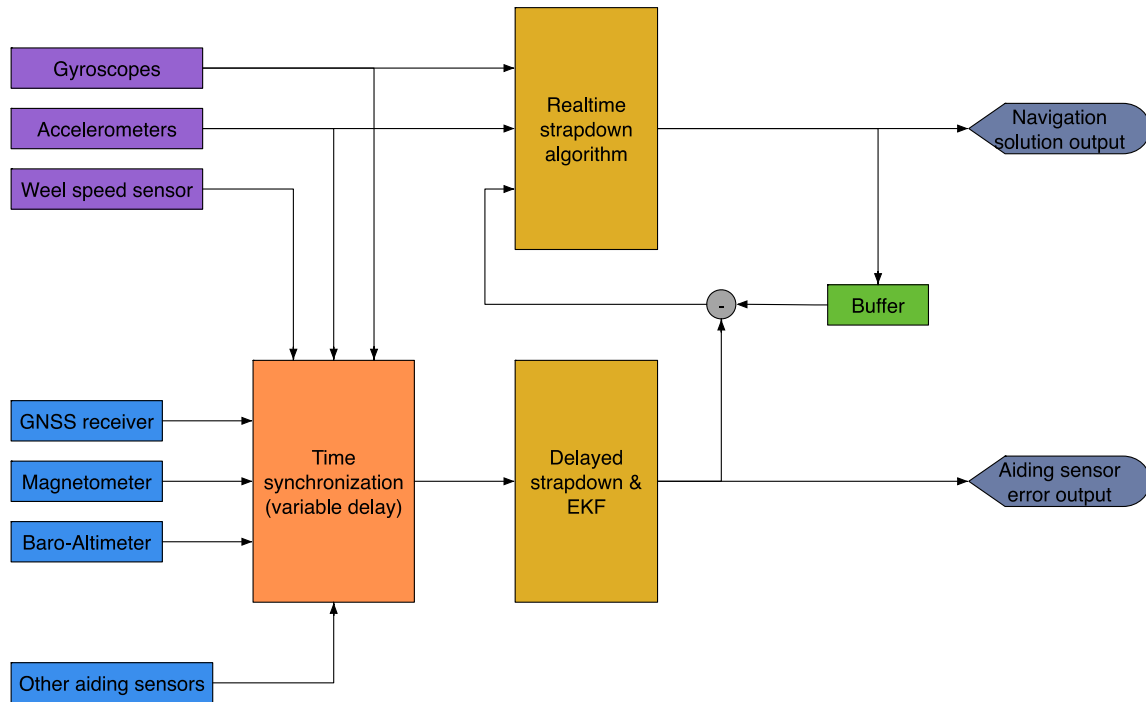 Gyroscopes
Accelerometers
Weel speed sensor
Realtime
strapdown
algorithm
Navigation
solution output
-
Buffer
GNSS receiver
Magnetometer
Baro-Altimeter
Other aiding sensors
Time
synchronization
(variable delay)
Delayed
strapdown &
EKF
Aiding sensor
error output